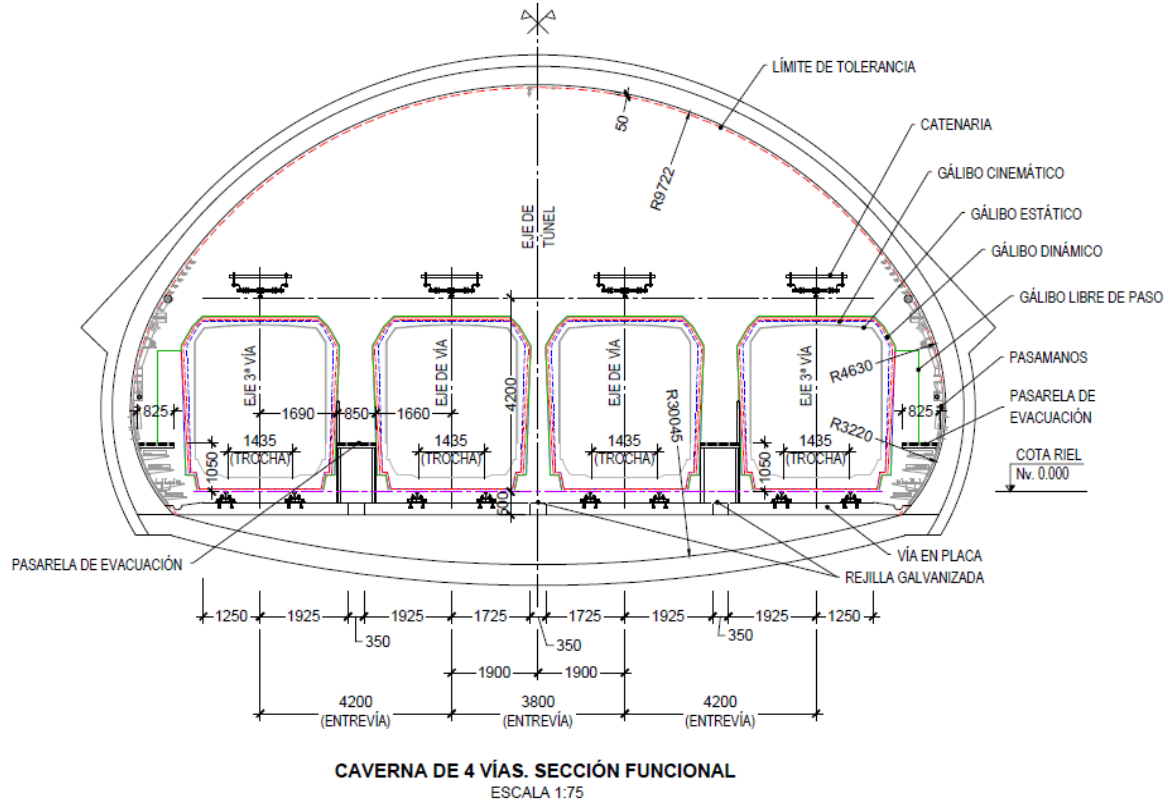 LÍMITE DE TOLERANCIA
50
CATENARIA
R9722
GÁLIBO CINEMÁTICO
EJE DE
TÚNEL
GÁLIBO ESTÁTICO
GÁLIBO DINÁMICO
GÁLIBO LIBRE DE PASO
EJE 3ª VÍA
EJE DE VÍA
EJE DE VÍA
EJE 3ª VÍA
4200
R30045
R4630
PASAMANOS
825
1690
850
1660
825
PASARELA DE
EVACUACIÓN
R3220
1435
(TROCHA)
1435
(TROCHA)
1435
(TROCHA)
1435
(TROCHA)
1050
1050
COTA RIEL
Nv. 0.000
500
VÍA EN PLACA
PASARELA DE EVACUACIÓN
REJILLA GALVANIZADA
1250
1925
1925
1725
1725
1925
1925
1250
350
350
350
1900
1900
4200
(ENTREVÍA)
3800
(ENTREVÍA)
4200
(ENTREVÍA)
CAVERNA DE 4 VÍAS. SECCIÓN FUNCIONAL
ESCALA 1:75